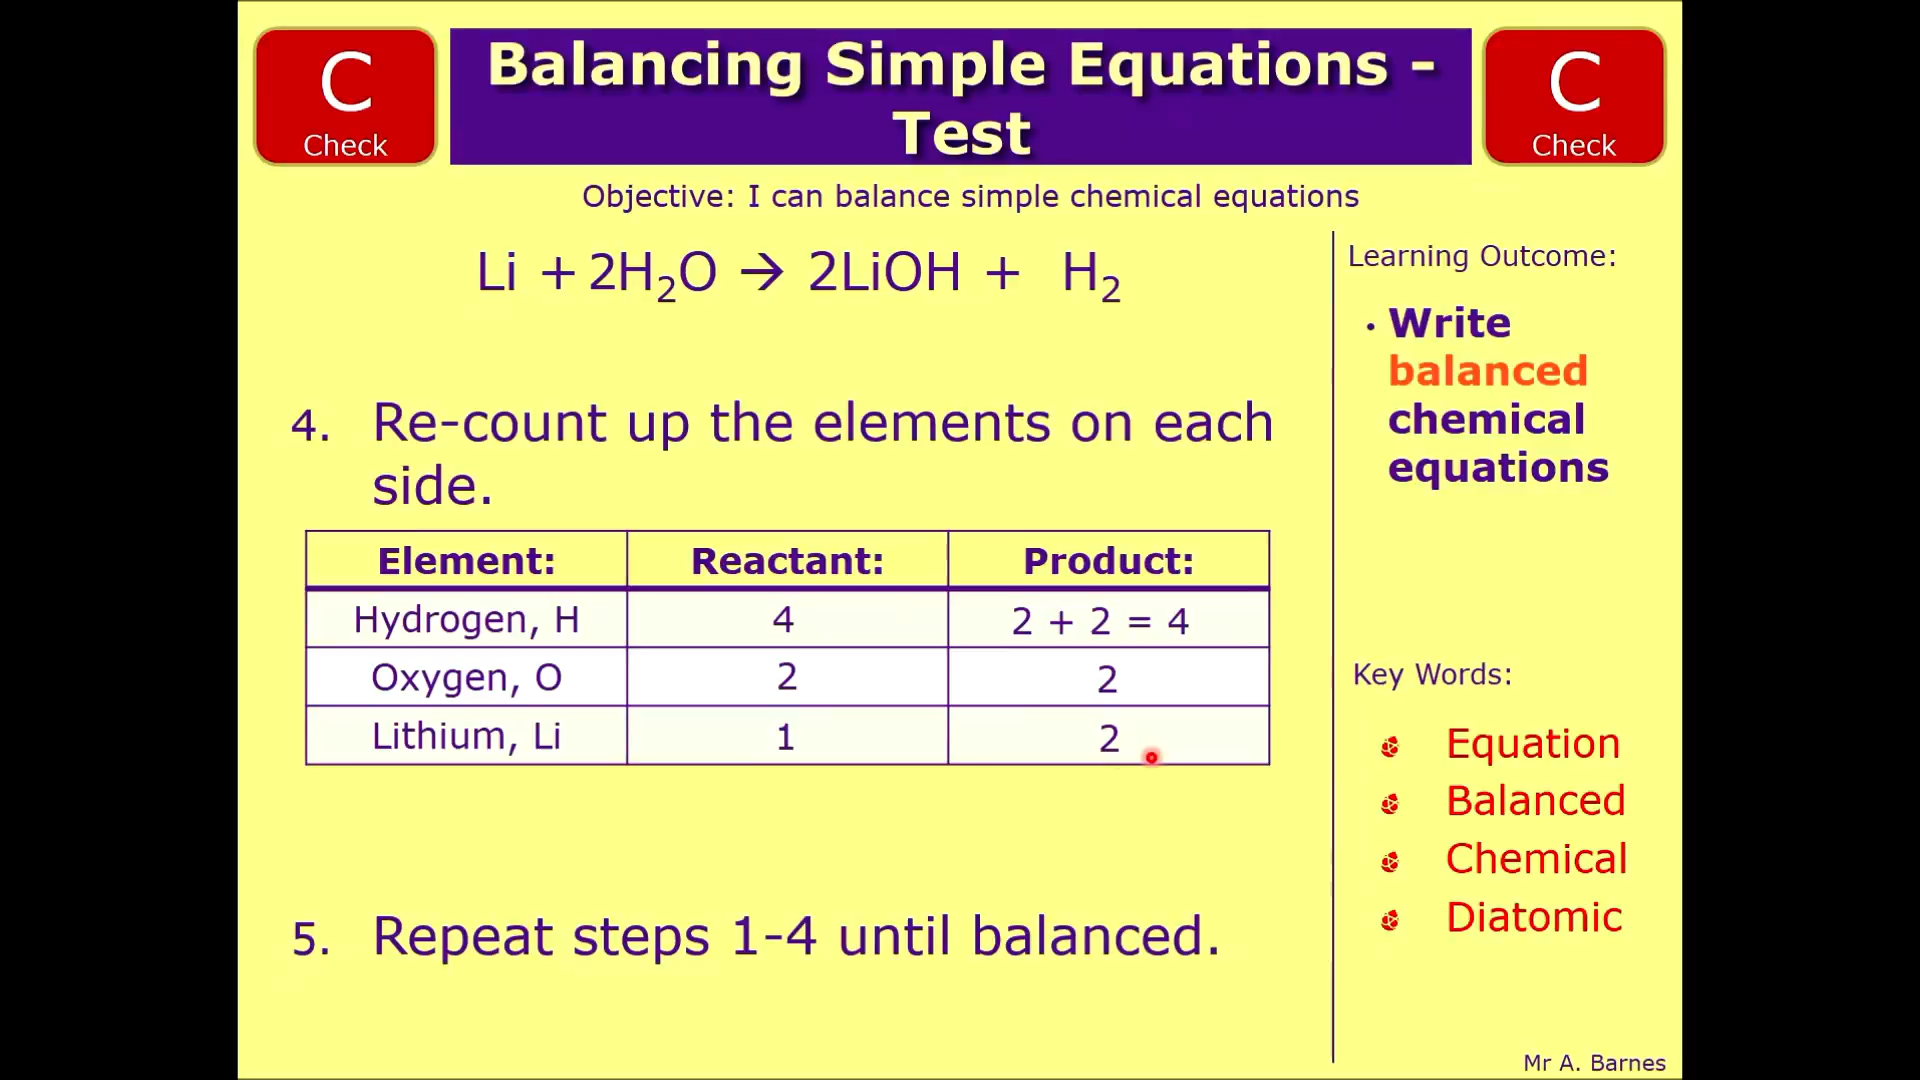 C
Check
Balancing Simple Equations -
Test
C
Check
Objective: I can balance simple chemical equations
Li + 2H₂O → 2LiOH + H₂
4. Re-count up the elements on each
side.
Element: Reactant: Product:
Hydrogen, H 4 2 + 2 = 4
Oxygen, O 2 2
Lithium, Li 1 2
5. Repeat steps 1-4 until balanced.
Learning Outcome:
• Write
balanced
chemical
equations
Key Words:
Equation
Balanced
Chemical
Diatomic
Mr A. Barnes